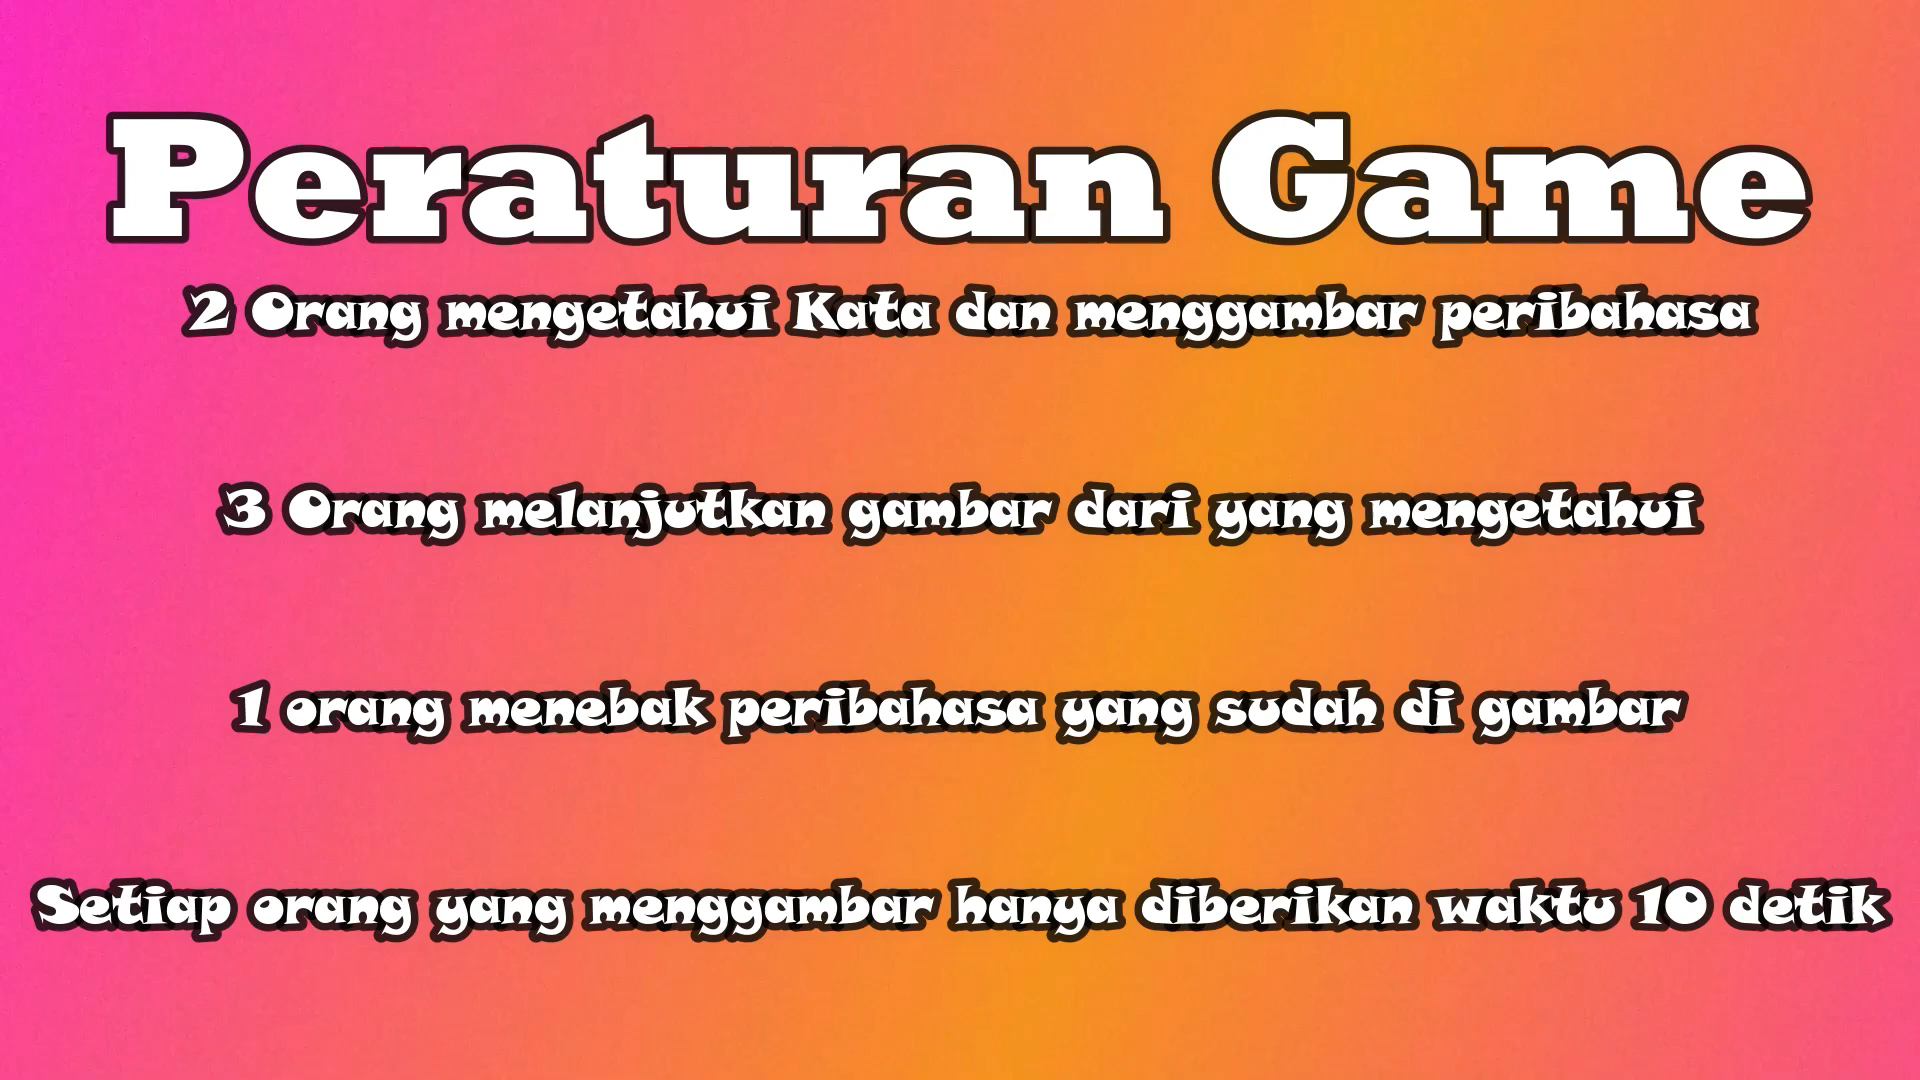 Peraturan Game
2 Orang mengetahui Kata dan menggambar peribahasa
3 Orang melanjutkan gambar dari yang mengetahui
1 orang menebak peribahasa yang sudah di gambar
Setiap orang yang menggambar hanya diberikan waktu 10 detik